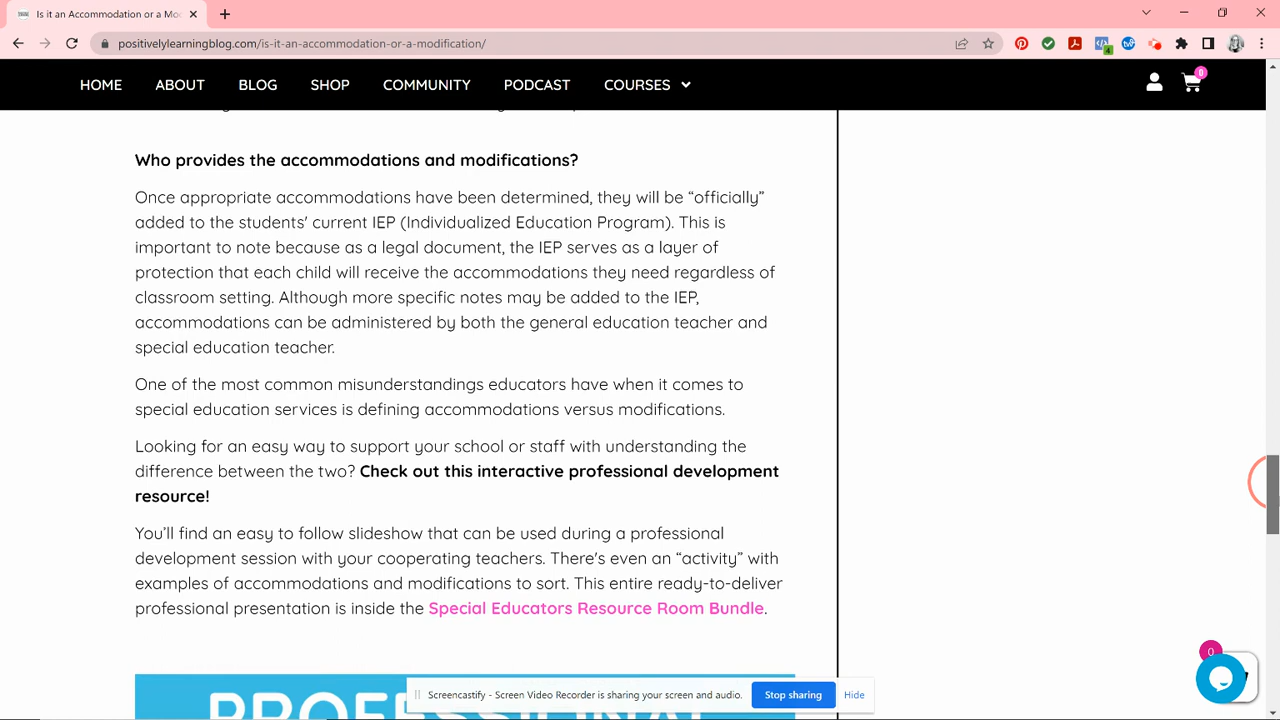 Is it an Accommodation or a Mo
positivelylearningblog.com/is-it-an-accommodation-or-a-modification/
4
HOME ABOUT BLOG SHOP COMMUNITY PODCAST COURSES
0
Who provides the accommodations and modifications?
Once appropriate accommodations have been determined, they will be “officially”
added to the students' current IEP (Individualized Education Program). This is
important to note because as a legal document, the IEP serves as a layer of
protection that each child will receive the accommodations they need regardless of
classroom setting. Although more specific notes may be added to the IEP,
accommodations can be administered by both the general education teacher and
special education teacher.
One of the most common misunderstandings educators have when it comes to
special education services is defining accommodations versus modifications.
Looking for an easy way to support your school or staff with understanding the
difference between the two? Check out this interactive professional development
resource!
You’ll find an easy to follow slideshow that can be used during a professional
development session with your cooperating teachers. There's even an “activity” with
examples of accommodations and modifications to sort. This entire ready-to-deliver
professional presentation is inside the Special Educators Resource Room Bundle.
0
Screencastify - Screen Video Recorder is sharing your screen and audio. Stop sharing Hide